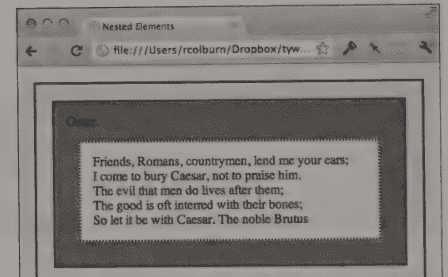 Nested Elements
file:///Users/rcolburn/Dropbox/tyw...
Outer.
Friends, Romans, countrymen, lend me your ears;
I come to bury Caesar, not to praise him.
The evil that men do lives after them;
The good is oft interred with their bones;
So let it be with Caesar. The noble Brutus